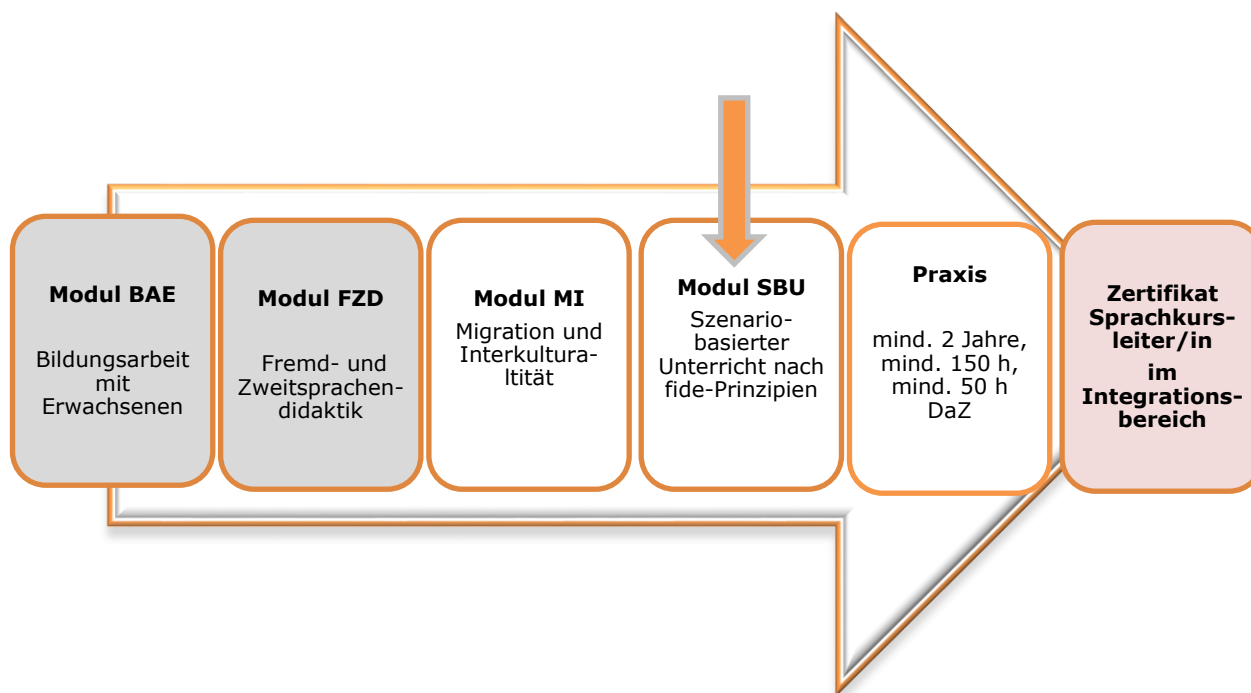 Modul BAE
Bildungsarbeit
mit
Erwachsenen
Modul FZD
Fremd- und
Zweitsprachen-
didaktik
Modul MI
Migration und
Interkultura-
ltität
Modul SBU
Szenario-
basierter
Unterricht nach
fide-Prinzipien
Praxis
mind. 2 Jahre,
mind. 150 h,
mind. 50 h
DaZ
Zertifikat
Sprachkurs-
leiter/in
im
Integrations-
bereich